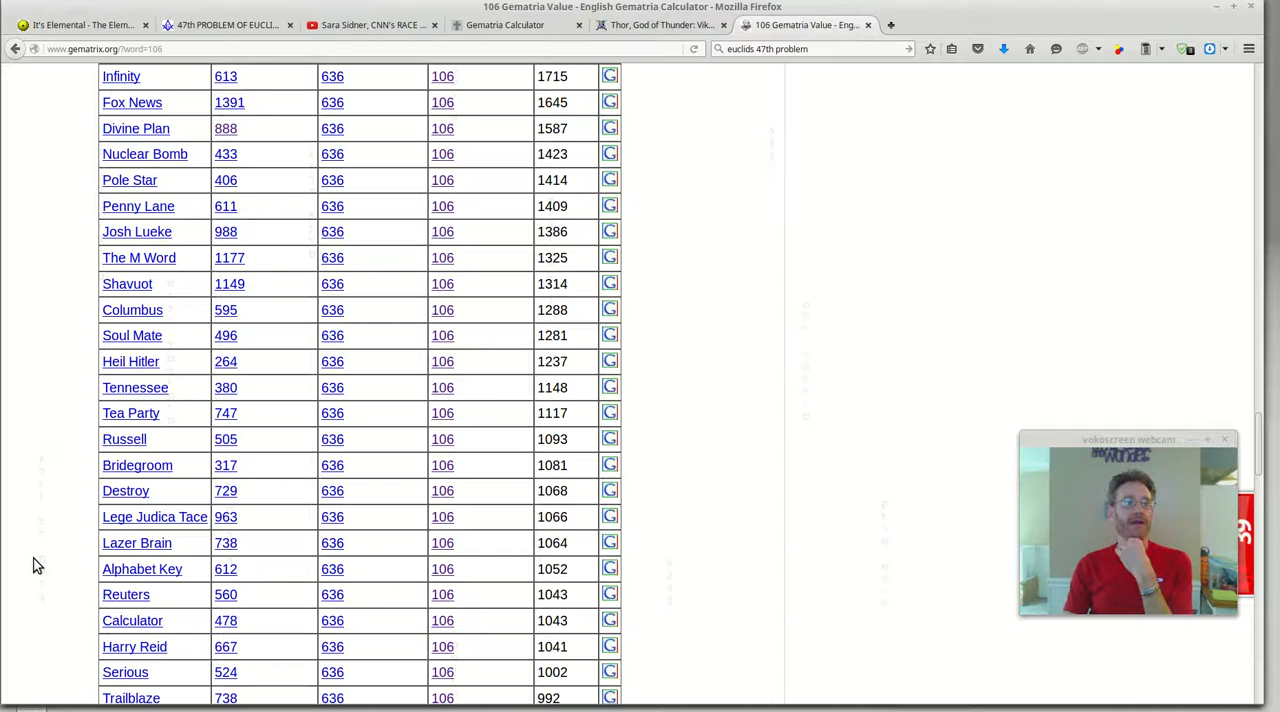 106 Gematria Value - English Gematria Calculator - Mozilla Firefox
It's Elemental - The Elem...
47th PROBLEM OF EUCLI...
Sara Sidner, CNN's RACE ...
Gematria Calculator
Thor, God of Thunder: Vik...
106 Gematria Value - Eng...
www.gematrix.org/?word=106
euclids 47th problem
Infinity 613 636 106 1715
Fox News 1391 636 106 1645
Divine Plan 888 636 106 1587
Nuclear Bomb 433 636 106 1423
Pole Star 406 636 106 1414
Penny Lane 611 636 106 1409
Josh Lueke 988 636 106 1386
The M Word 1177 636 106 1325
Shavuot 1149 636 106 1314
Columbus 595 636 106 1288
Soul Mate 496 636 106 1281
Heil Hitler 264 636 106 1237
Tennessee 380 636 106 1148
Tea Party 747 636 106 1117
Russell 505 636 106 1093
Bridegroom 317 636 106 1081
Destroy 729 636 106 1068
Lege Judica Tace 963 636 106 1066
Lazer Brain 738 636 106 1064
Alphabet Key 612 636 106 1052
Reuters 560 636 106 1043
Calculator 478 636 106 1043
Harry Reid 667 636 106 1041
Serious 524 636 106 1002
Trailblaze 738 636 106 992
vokoscreen webcam
wonder
39